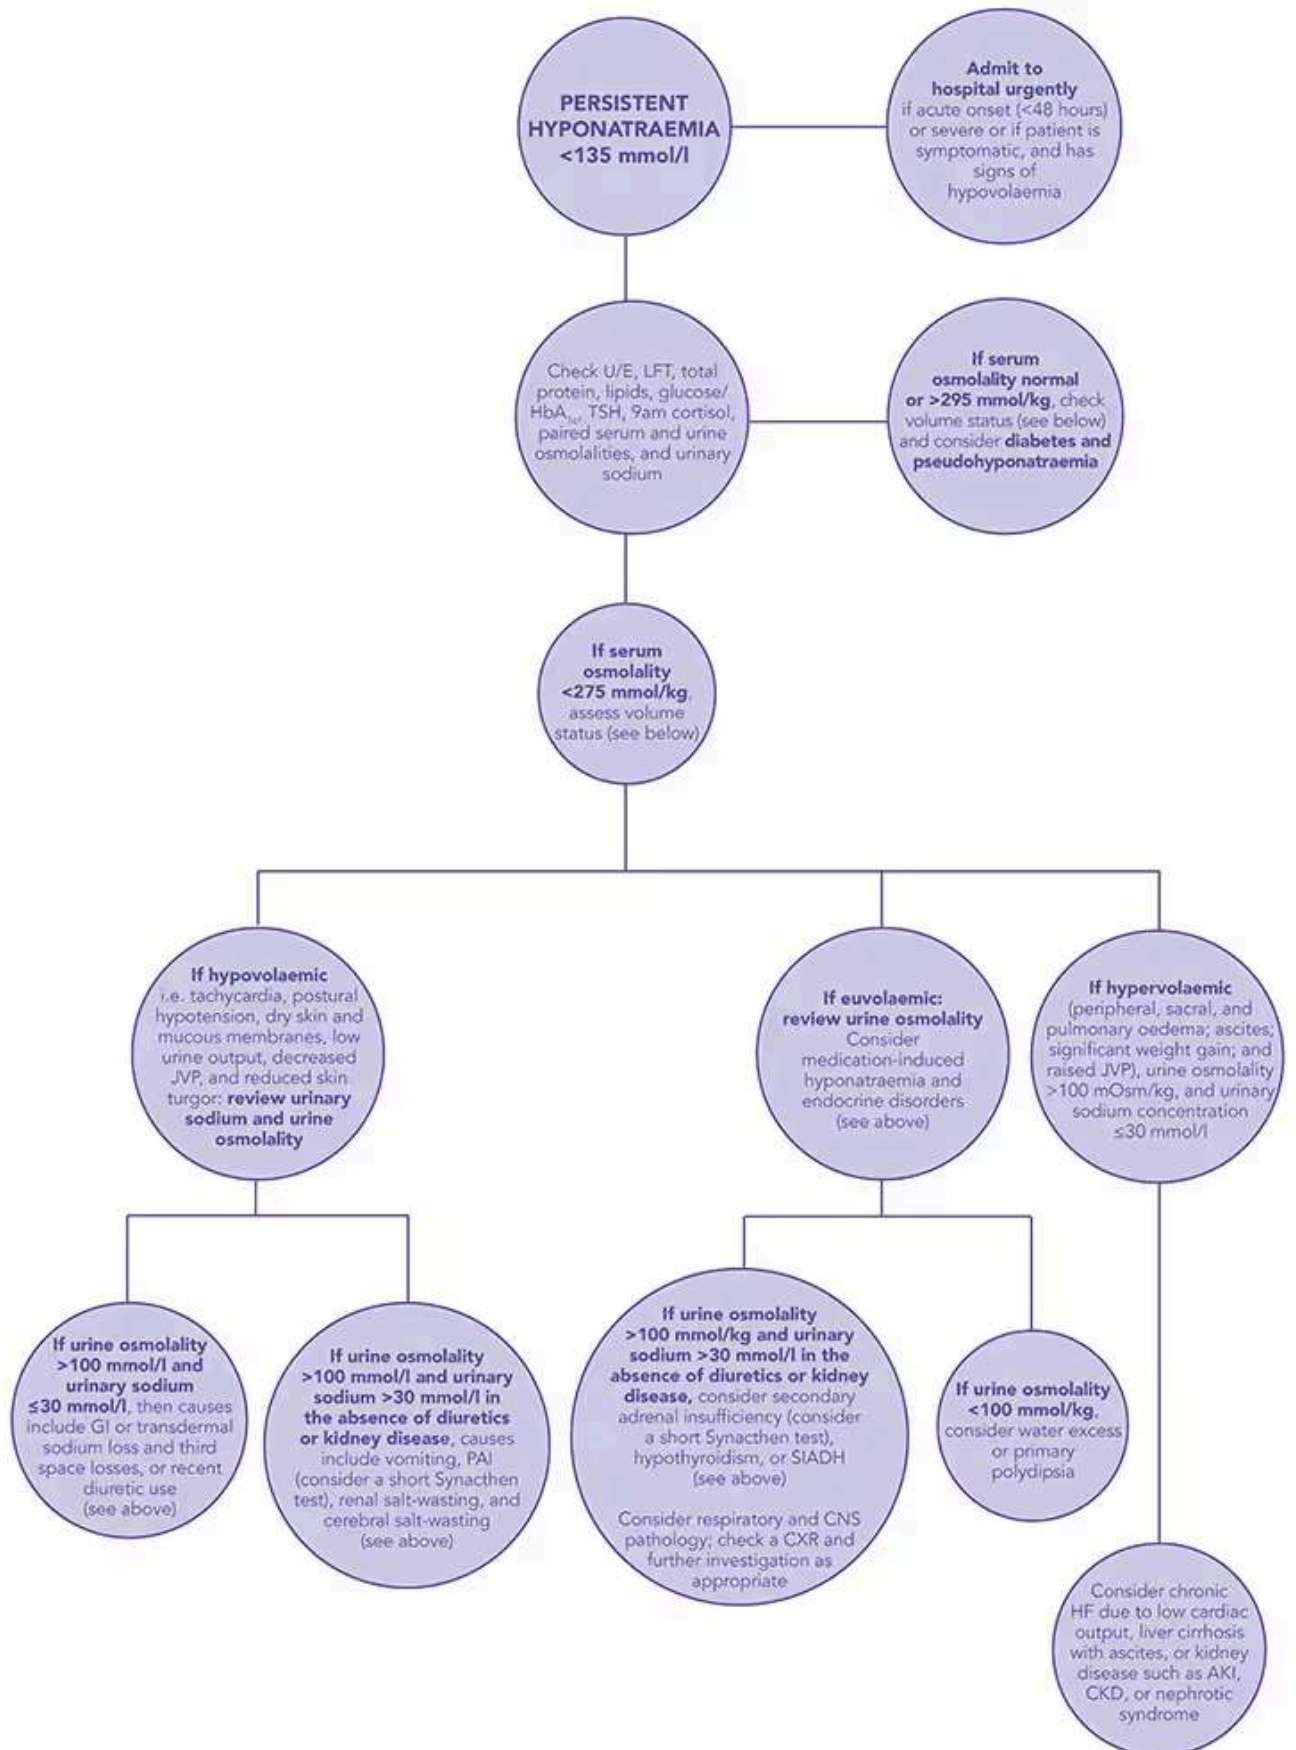 PERSISTENT
HYPONATRAEMIA
<135 mmol/l
Admit to
hospital urgently
if acute onset (<48 hours)
or severe or if patient is
symptomatic, and has
signs of
hypovolaemia
Check U/E, LFT, total
protein, lipids, glucose/
HbA1c, TSH, 9am cortisol,
paired serum and urine
osmolalities, and urinary
sodium
If serum
osmolality normal
or >295 mmol/kg, check
volume status (see below)
and consider diabetes and
pseudohyponatraemia
If serum
osmolality
<275 mmol/kg,
assess volume
status (see below)
If hypovolaemic
i.e. tachycardia, postural
hypotension, dry skin and
mucous membranes, low
urine output, decreased
JVP, and reduced skin
turgor: review urinary
sodium and urine
osmolality
If euvolaemic:
review urine osmolality
Consider
medication-induced
hyponatraemia and
endocrine disorders
(see above)
If hypervolaemic
(peripheral, sacral, and
pulmonary oedema; ascites;
significant weight gain; and
raised JVP), urine osmolality
>100 mOsm/kg, and urinary
sodium concentration
≤30 mmol/l
If urine osmolality
>100 mmol/l and
urinary sodium
≤30 mmol/l, then causes
include GI or transdermal
sodium loss and third
space losses, or recent
diuretic use
(see above)
If urine osmolality
>100 mmol/l and urinary
sodium >30 mmol/l in
the absence of diuretics
or kidney disease, causes
include vomiting, PAI
(consider a short Synacthen
test), renal salt-wasting, and
cerebral salt-wasting
(see above)
If urine osmolality
>100 mmol/kg and urinary
sodium >30 mmol/l in the
absence of diuretics or kidney
disease, consider secondary
adrenal insufficiency (consider
a short Synacthen test),
hypothyroidism, or SIADH
(see above)
Consider respiratory and CNS
pathology; check a CXR and
further investigation as
appropriate
If urine osmolality
<100 mmol/kg,
consider water excess
or primary
polydipsia
Consider chronic
HF due to low cardiac
output, liver cirrhosis
with ascites, or kidney
disease such as AKI,
CKD, or nephrotic
syndrome